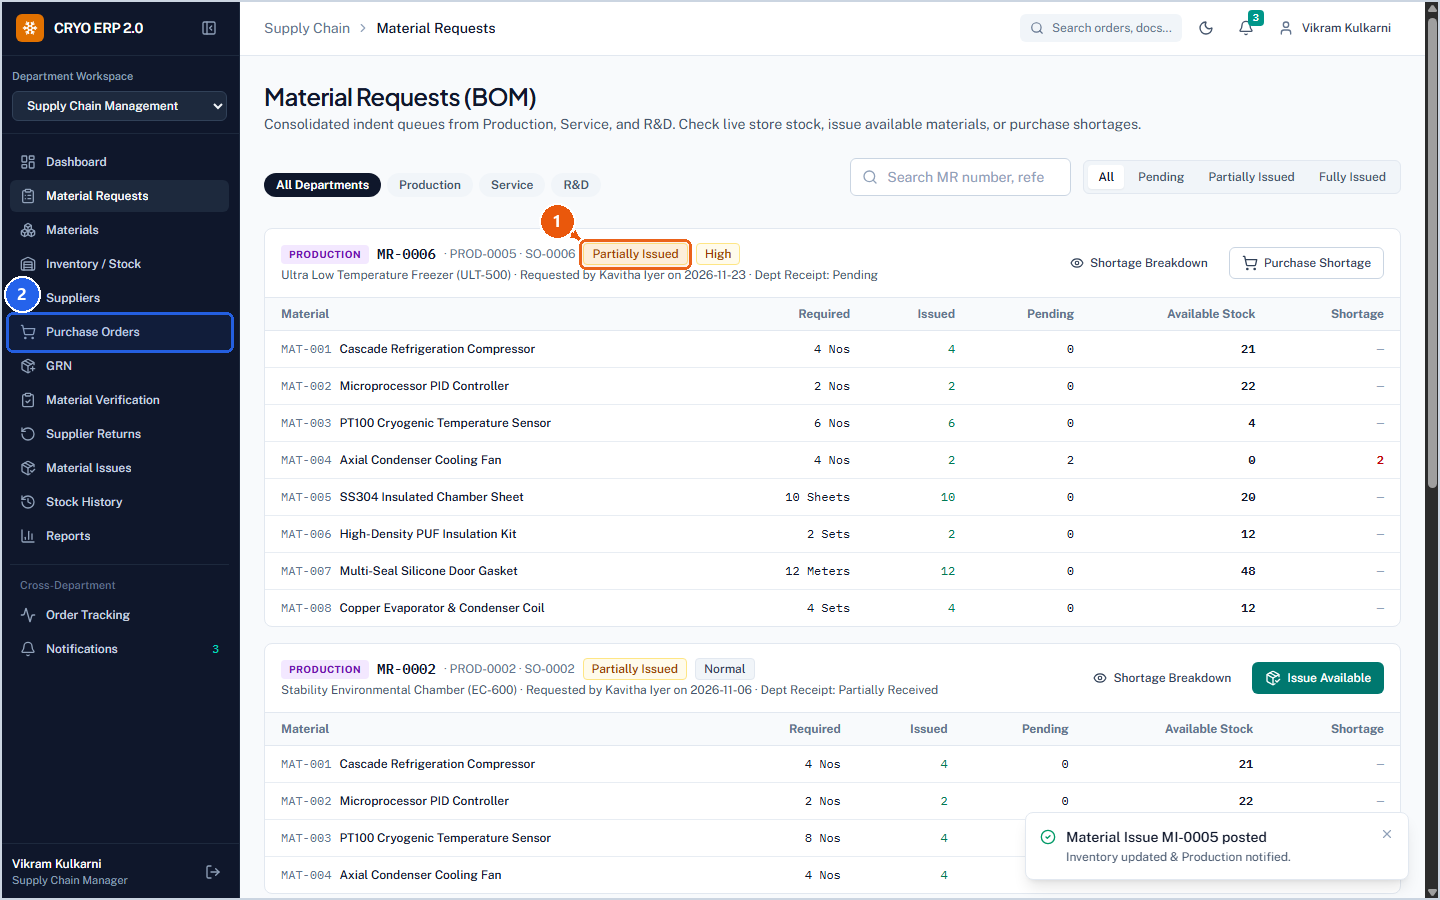 CRYO ERP 2.0
Department Workspace
Supply Chain Management
Dashboard
Material Requests
Materials
Inventory / Stock
2
Suppliers
Purchase Orders
GRN
Material Verification
Supplier Returns
Material Issues
Stock History
Reports
Cross-Department
Order Tracking
Notifications 3
Vikram Kulkarni
Supply Chain Manager
Supply Chain > Material Requests
Search orders, docs...
3
Vikram Kulkarni
Material Requests (BOM)
Consolidated indent queues from Production, Service, and R&D. Check live store stock, issue available materials, or purchase shortages.
All Departments Production Service R&D
Search MR number, refe
All Pending Partially Issued Fully Issued
1
PRODUCTION MR-0006 · PROD-0005 · SO-0006 Partially Issued High
Ultra Low Temperature Freezer (ULT-500) · Requested by Kavitha Iyer on 2026-11-23 · Dept Receipt: Pending
Shortage Breakdown Purchase Shortage
Material Required Issued Pending Available Stock Shortage
MAT-001 Cascade Refrigeration Compressor 4 Nos 4 0 21 —
MAT-002 Microprocessor PID Controller 2 Nos 2 0 22 —
MAT-003 PT100 Cryogenic Temperature Sensor 6 Nos 6 0 4 —
MAT-004 Axial Condenser Cooling Fan 4 Nos 2 2 0 2
MAT-005 SS304 Insulated Chamber Sheet 10 Sheets 10 0 20 —
MAT-006 High-Density PUF Insulation Kit 2 Sets 2 0 12 —
MAT-007 Multi-Seal Silicone Door Gasket 12 Meters 12 0 48 —
MAT-008 Copper Evaporator & Condenser Coil 4 Sets 4 0 12 —
PRODUCTION MR-0002 · PROD-0002 · SO-0002 Partially Issued Normal
Stability Environmental Chamber (EC-600) · Requested by Kavitha Iyer on 2026-11-06 · Dept Receipt: Partially Received
Shortage Breakdown Issue Available
Material Required Issued Pending Available Stock Shortage
MAT-001 Cascade Refrigeration Compressor 4 Nos 4 0 21 —
MAT-002 Microprocessor PID Controller 2 Nos 2 0 22 —
MAT-003 PT100 Cryogenic Temperature Sensor 8 Nos 4
MAT-004 Axial Condenser Cooling Fan 4 Nos 4
Material Issue MI-0005 posted
Inventory updated & Production notified.